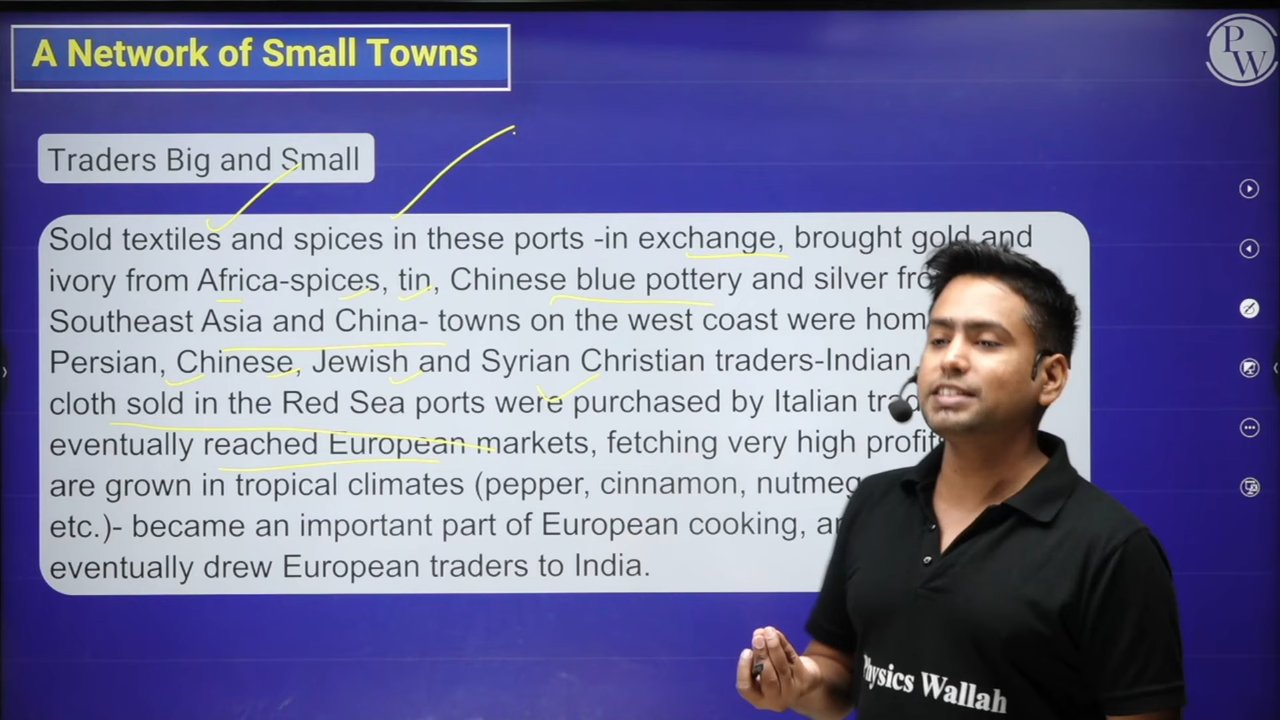 A Network of Small Towns
PW
Traders Big and Small
Sold textiles and spices in these ports -in exchange, brought gold and
ivory from Africa-spices, tin, Chinese blue pottery and silver
Southeast Asia and China- towns on the west coast were
Persian, Chinese, Jewish and Syrian Christian traders-Indian
cloth sold in the Red Sea ports were purchased by Italian
eventually reached European markets, fetching very high
are grown in tropical climates (pepper, cinnamon,
etc.)- became an important part of European cooking,
eventually drew European traders to India.
Physics Wallah